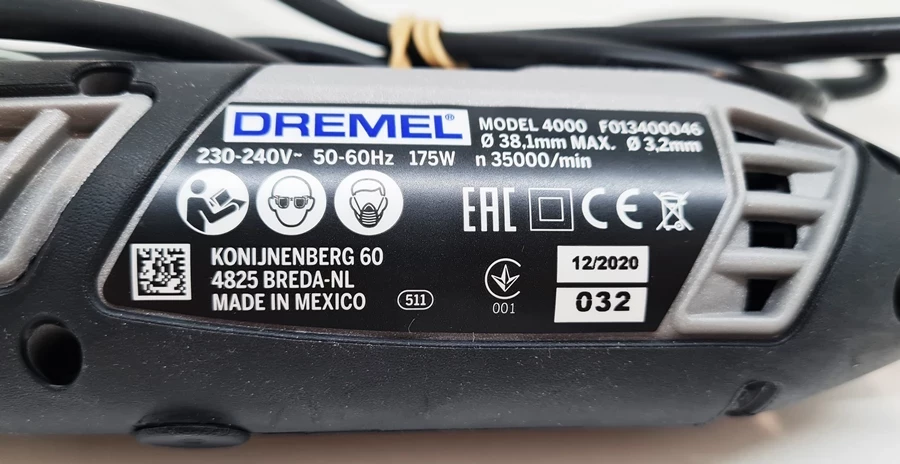 DREMEL®
MODEL 4000 F013400046
Ø 38,1mm MAX. Ø 3,2mm
230-240V~ 50-60Hz 175W n 35000/min
EAC CE
KONIJNENBERG 60
4825 BREDA-NL
MADE IN MEXICO
511
001
12/2020
032